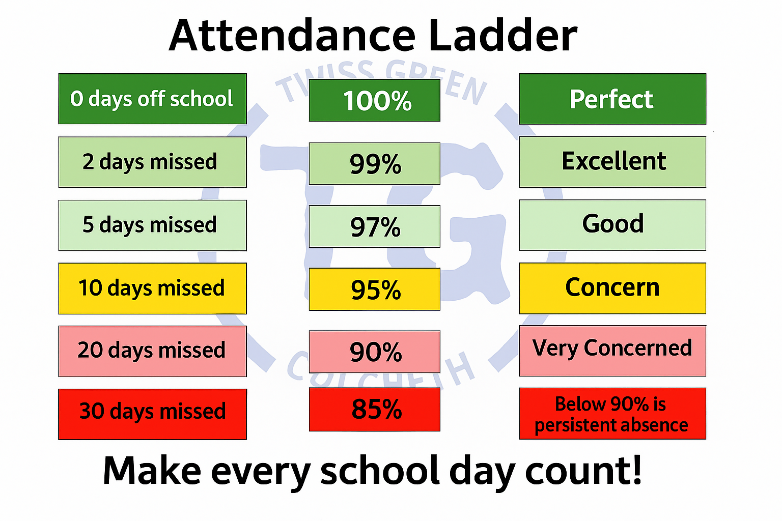 Attendance Ladder
TWISS GREEN
0 days off school 100% Perfect
2 days missed 99% Excellent
TG
5 days missed 97% Good
10 days missed 95% Concern
20 days missed 90% Very Concerned
30 days missed 85% Below 90% is
persistent absence
Make every school day count!